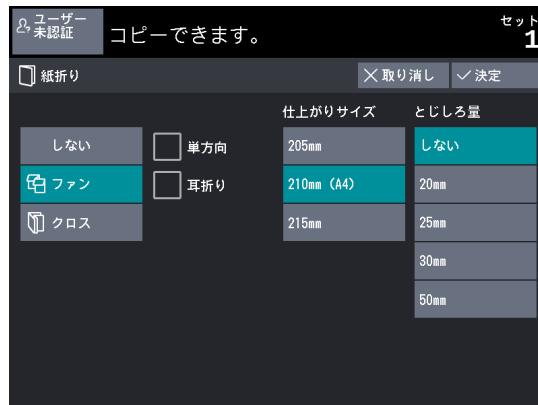 ユーザー
未認証
コピーできます。
セット
1
紙折り
取り消し
決定
仕上がりサイズ
とじしろ量
しない
単方向
205mm
しない
ファン
耳折り
210mm (A4)
20mm
クロス
215mm
25mm
30mm
50mm